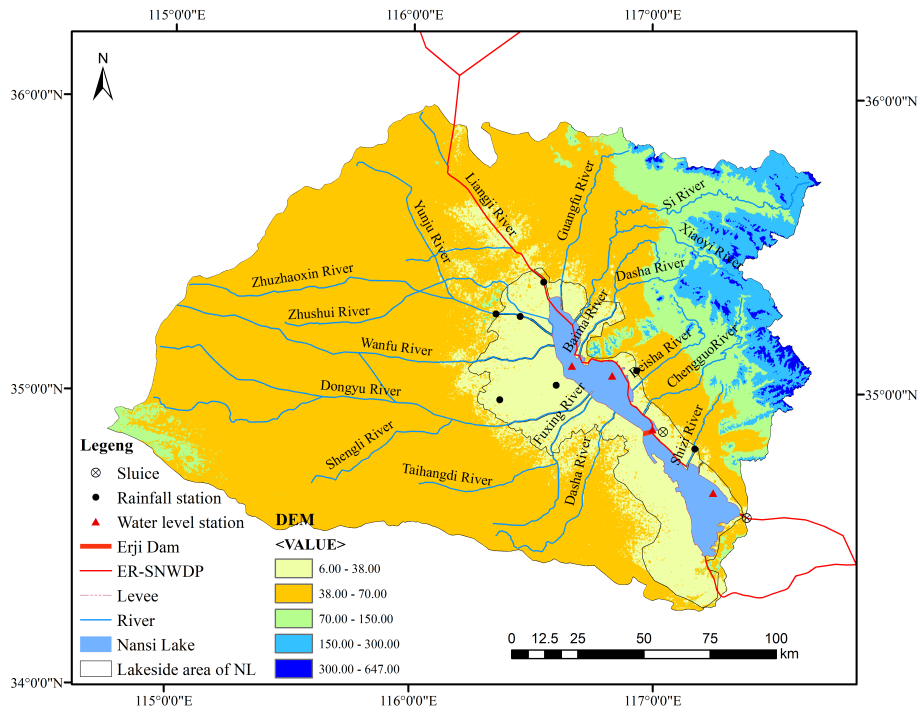 115°0'0"E 116°0'0"E 117°0'0"E
N
36°0'0"N
36°0'0"N
Liangji River
Guangfu River
Si River
Yunju River
Xiaoyi River
Dasha River
Zhuzhaoxin River
Zhushui River
Baima River
Wanfu River
Beisha River
ChengguoRiver
35°0'0"N
35°0'0"N
Dongyu River
Fuxing River
Shizi River
Shengli River
Dasha River
Taihangdi River
Legeng
Sluice
Rainfall station
Water level station
Erji Dam
ER-SNWDP
Levee
River
Nansi Lake
Lakeside area of NL
DEM
<VALUE>
6.00 - 38.00
38.00 - 70.00
70.00 - 150.00
150.00 - 300.00
300.00 - 647.00
0 12.5 25 50 75 100
km
34°0'0"N
115°0'0"E 116°0'0"E 117°0'0"E